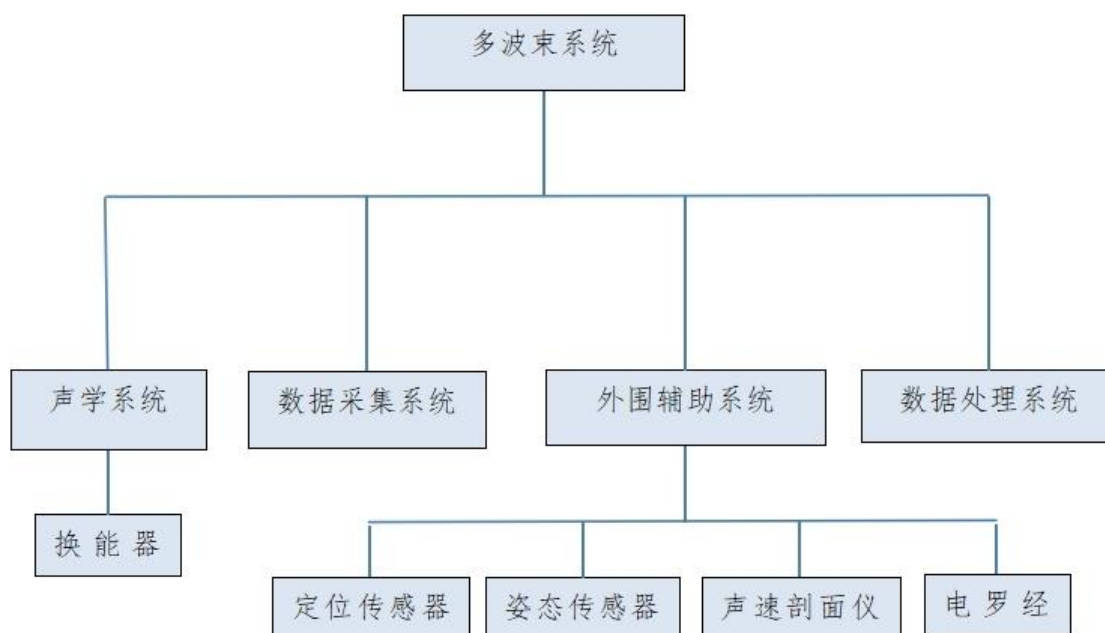 多波束系统
声学系统
数据采集系统
外围辅助系统
数据处理系统
换能器
定位传感器
姿态传感器
声速剖面仪
电罗经